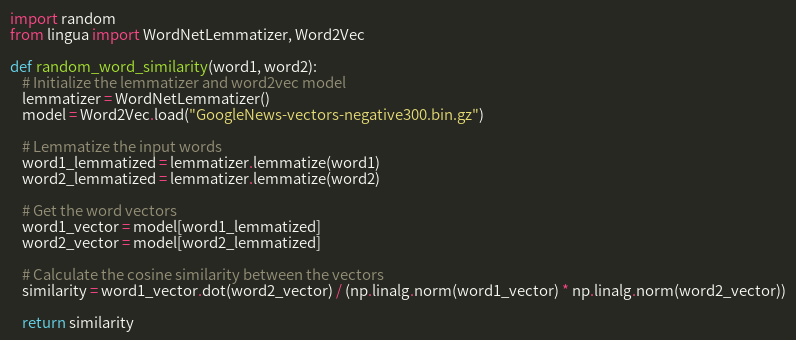 import random
from lingua import WordNetLemmatizer, Word2Vec
def random_word_similarity(word1, word2):
# Initialize the lemmatizer and word2vec model
lemmatizer = WordNetLemmatizer()
model = Word2Vec.load("GoogleNews-vectors-negative300.bin.gz")
# Lemmatize the input words
word1_lemmatized = lemmatizer.lemmatize(word1)
word2_lemmatized = lemmatizer.lemmatize(word2)
# Get the word vectors
word1_vector = model[word1_lemmatized]
word2_vector = model[word2_lemmatized]
# Calculate the cosine similarity between the vectors
similarity = word1_vector.dot(word2_vector) / (np.linalg.norm(word1_vector) * np.linalg.norm(word2_vector))
return similarity